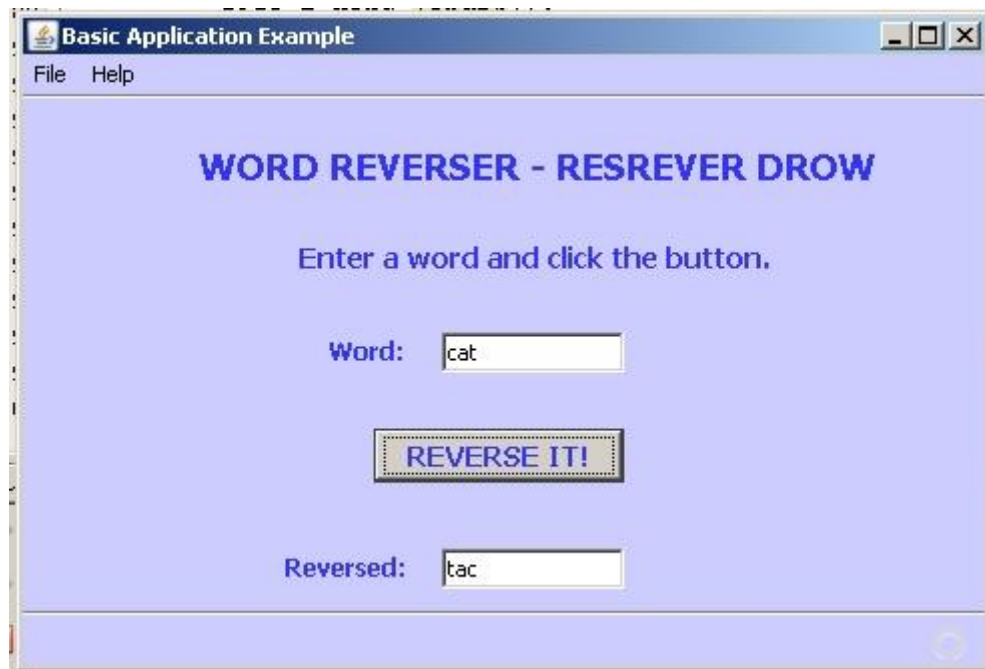 Basic Application Example
File Help
WORD REVERSER - RESREVER DROW
Enter a word and click the button.
Word: cat
REVERSE IT!
Reversed: tac